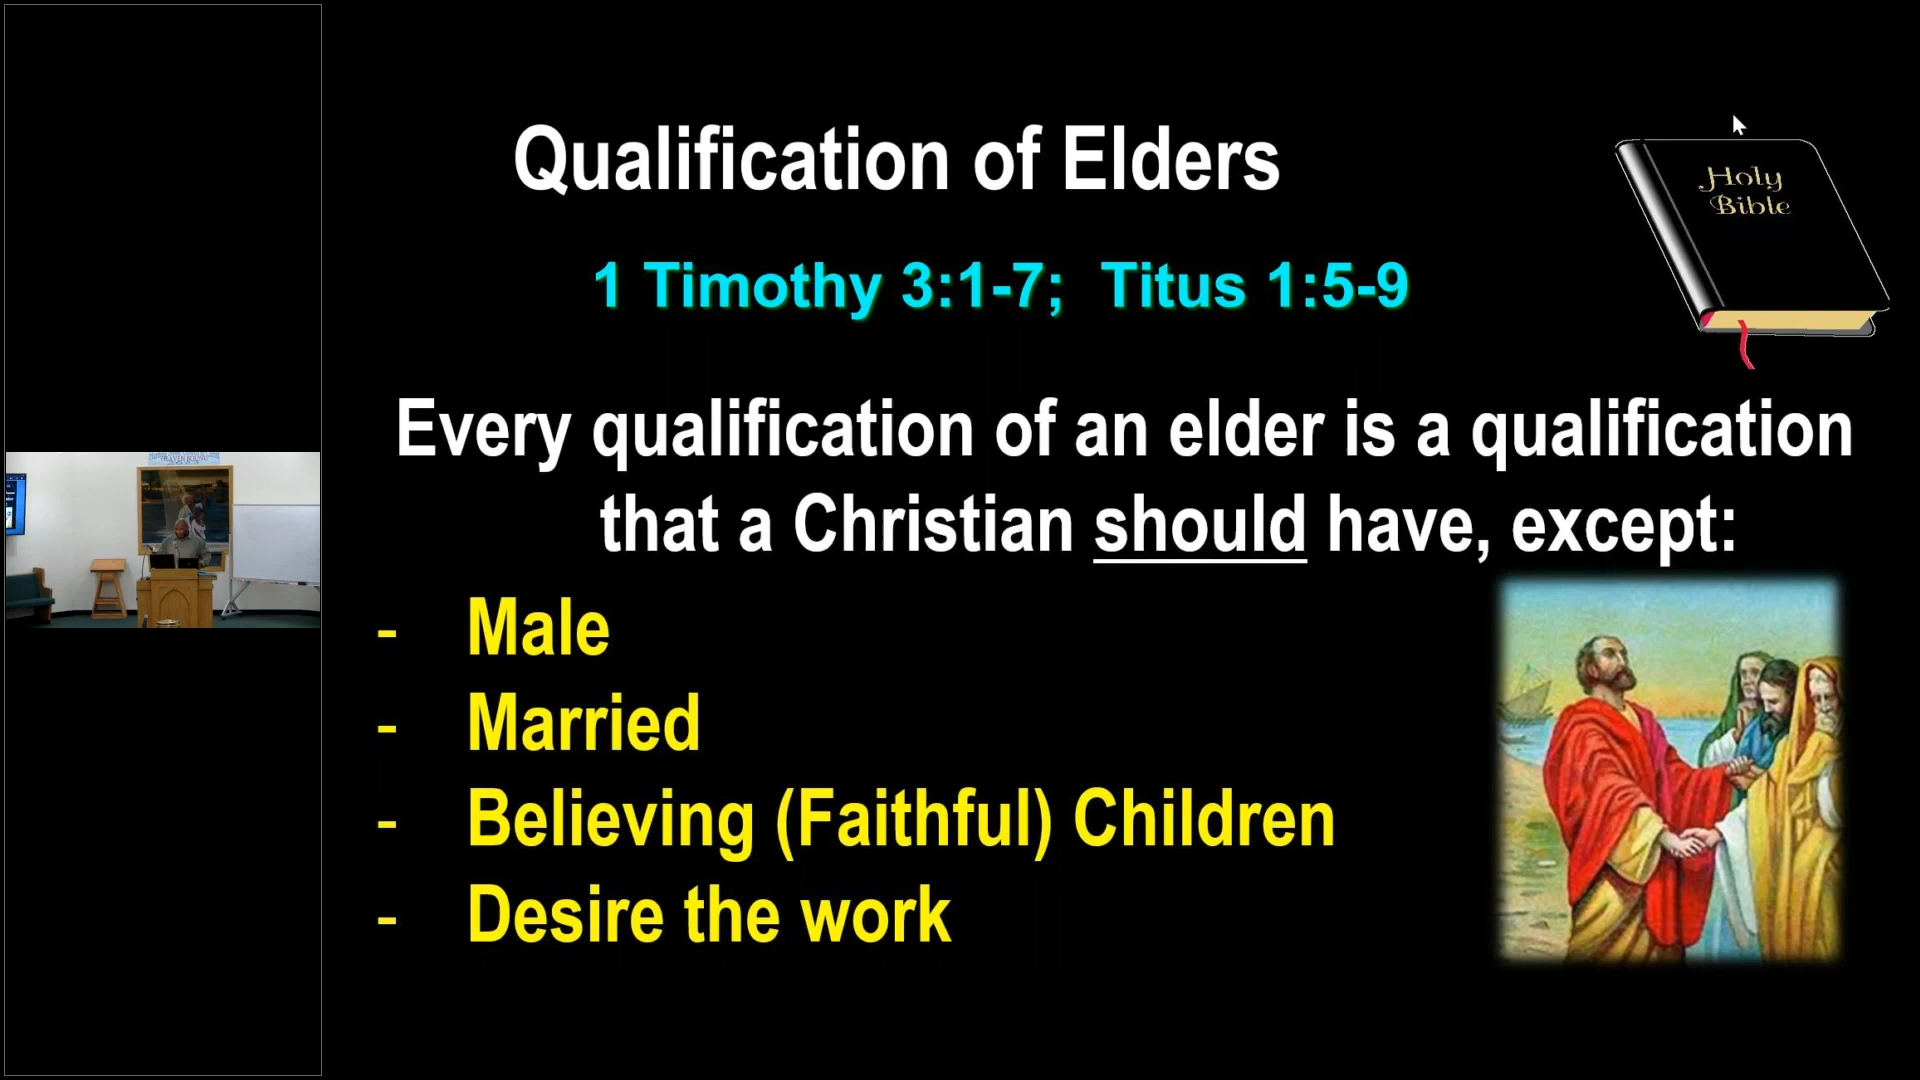 Qualification of Elders
Holy
Bible
1 Timothy 3:1-7; Titus 1:5-9
Every qualification of an elder is a qualification
that a Christian should have, except:
- Male
- Married
- Believing (Faithful) Children
- Desire the work